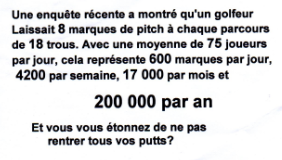 Une enquête récente a montré qu'un golfeur
Laissait 8 marques de pitch à chaque parcours
de 18 trous. Avec une moyenne de 75 joueurs
par jour, cela représente 600 marques par jour,
4200 par semaine, 17 000 par mois et
200 000 par an
Et vous vous étonnez de ne pas
rentrer tous vos putts?